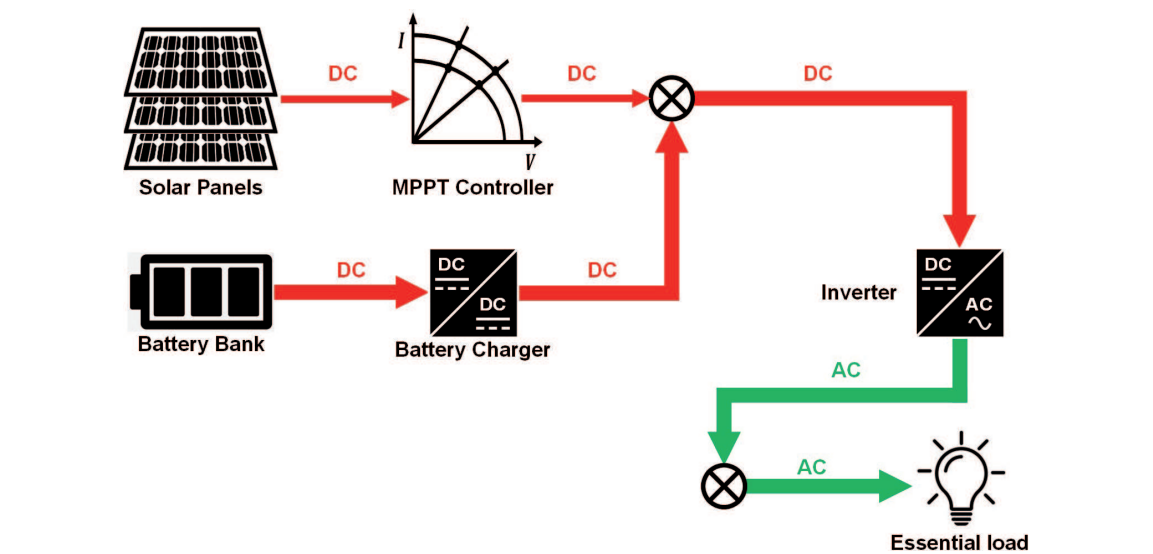 I
DC
DC
DC
V
Solar Panels
MPPT Controller
DC
DC
DC
DC
Battery Bank
Battery Charger
Inverter
DC
AC
AC
AC
Essential load